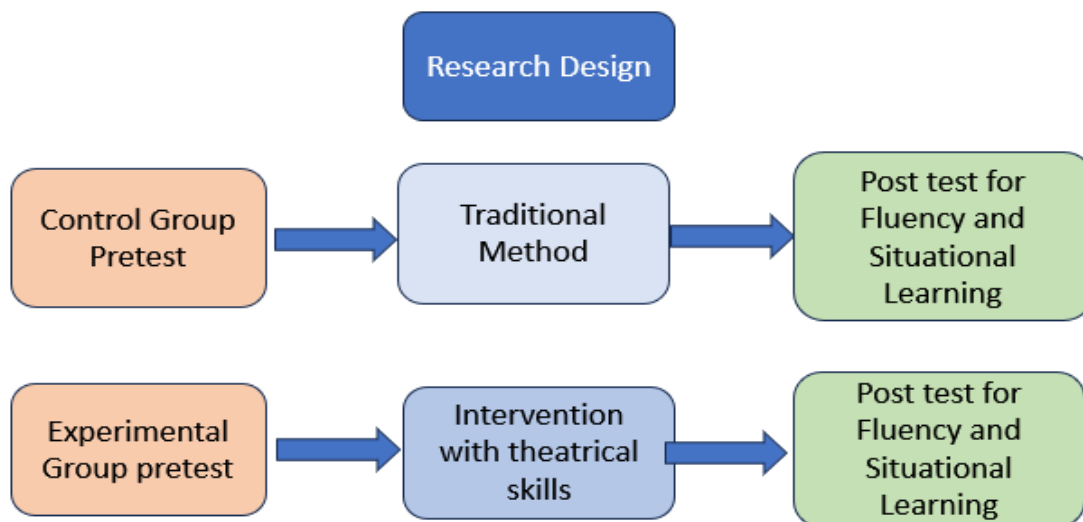 Research Design
Control Group
Pretest
Traditional
Method
Post test for
Fluency and
Situational
Learning
Experimental
Group pretest
Intervention
with theatrical
skills
Post test for
Fluency and
Situational
Learning